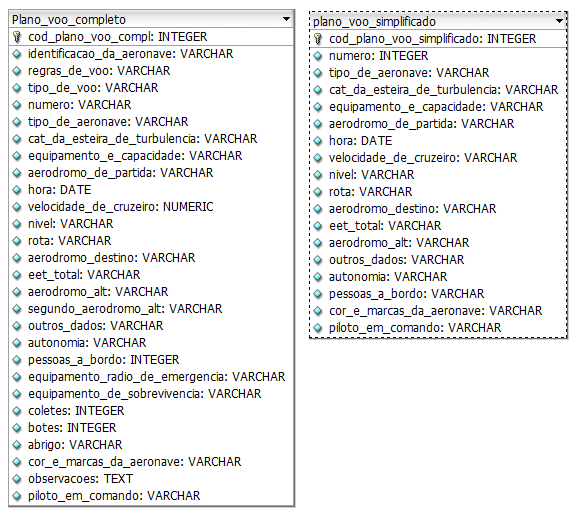 Plano_voo_completo
cod_plano_voo_compl: INTEGER
identificacao_da_aeronave: VARCHAR
regras_de_voo: VARCHAR
tipo_de_voo: VARCHAR
numero: VARCHAR
tipo_de_aeronave: VARCHAR
cat_da_esteira_de_turbulencia: VARCHAR
equipamento_e_capacidade: VARCHAR
aerodromo_de_partida: VARCHAR
hora: DATE
velocidade_de_cruzeiro: NUMERIC
nivel: VARCHAR
rota: VARCHAR
aerodromo_destino: VARCHAR
eet_total: VARCHAR
aerodromo_alt: VARCHAR
segundo_aerodromo_alt: VARCHAR
outros_dados: VARCHAR
autonomia: VARCHAR
pessoas_a_bordo: INTEGER
equipamento_radio_de_emergencia: VARCHAR
equipamento_de_sobrevivencia: VARCHAR
coletes: INTEGER
botes: INTEGER
abrigo: VARCHAR
cor_e_marcas_da_aeronave: VARCHAR
observacoes: TEXT
piloto_em_comando: VARCHAR
plano_voo_simplificado
cod_plano_voo_simplificado: INTEGER
numero: INTEGER
tipo_de_aeronave: VARCHAR
cat_da_esteira_de_turbulencia: VARCHAR
equipamento_e_capacidade: VARCHAR
aerodromo_de_partida: VARCHAR
hora: DATE
velocidade_de_cruzeiro: VARCHAR
nivel: VARCHAR
rota: VARCHAR
aerodromo_destino: VARCHAR
eet_total: VARCHAR
aerodromo_alt: VARCHAR
outros_dados: VARCHAR
autonomia: VARCHAR
pessoas_a_bordo: VARCHAR
cor_e_marcas_da_aeronave: VARCHAR
piloto_em_comando: VARCHAR